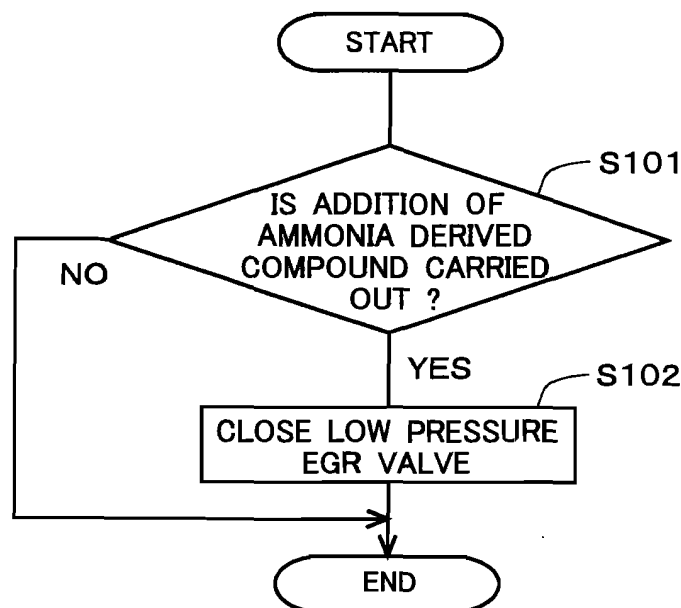 START
S101
IS ADDITION OF
AMMONIA DERIVED
COMPOUND CARRIED
OUT ?
NO
YES
S102
CLOSE LOW PRESSURE
EGR VALVE
END